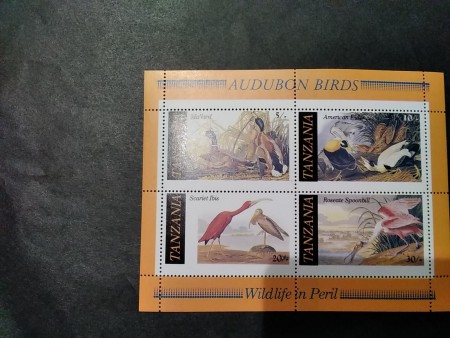 AUDUBON BIRDS
Mallard 5/-
TANZANIA
American Eider 10/-
TANZANIA
Scarlet Ibis
TANZANIA
20/-
Roseate Spoonbill
TANZANIA
30/-
Wildlife in Peril